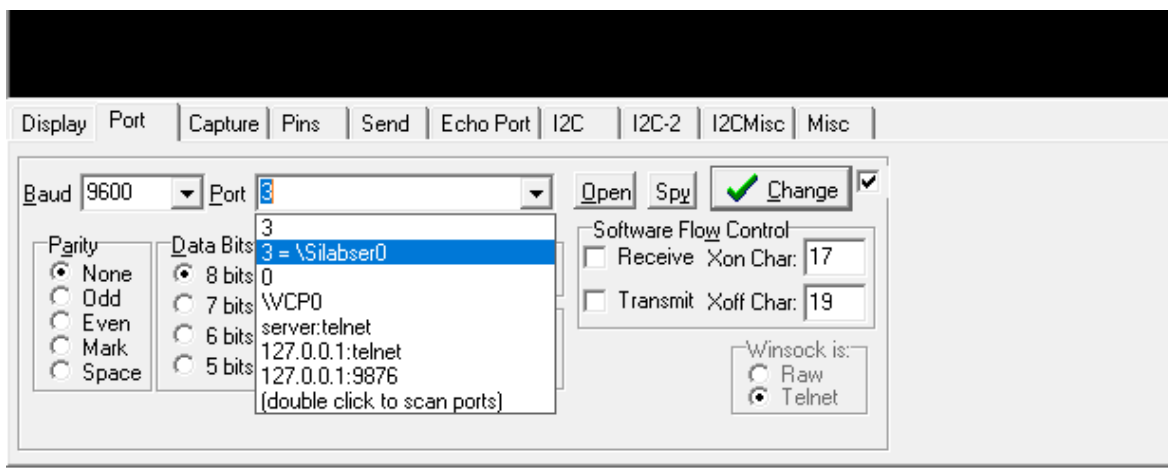 Display Port Capture Pins Send Echo Port I2C I2C-2 I2CMisc Misc
Baud 9600 Port 3 Open Spy Change
Parity
None
Odd
Even
Mark
Space
Data Bits
8 bits
7 bits
6 bits
5 bits
3
3 = \Silabser0
0
\VCP0
server:telnet
127.0.0.1:telnet
127.0.0.1:9876
(double click to scan ports)
Software Flow Control
Receive Xon Char: 17
Transmit Xoff Char: 19
Winsock is:
Raw
Telnet